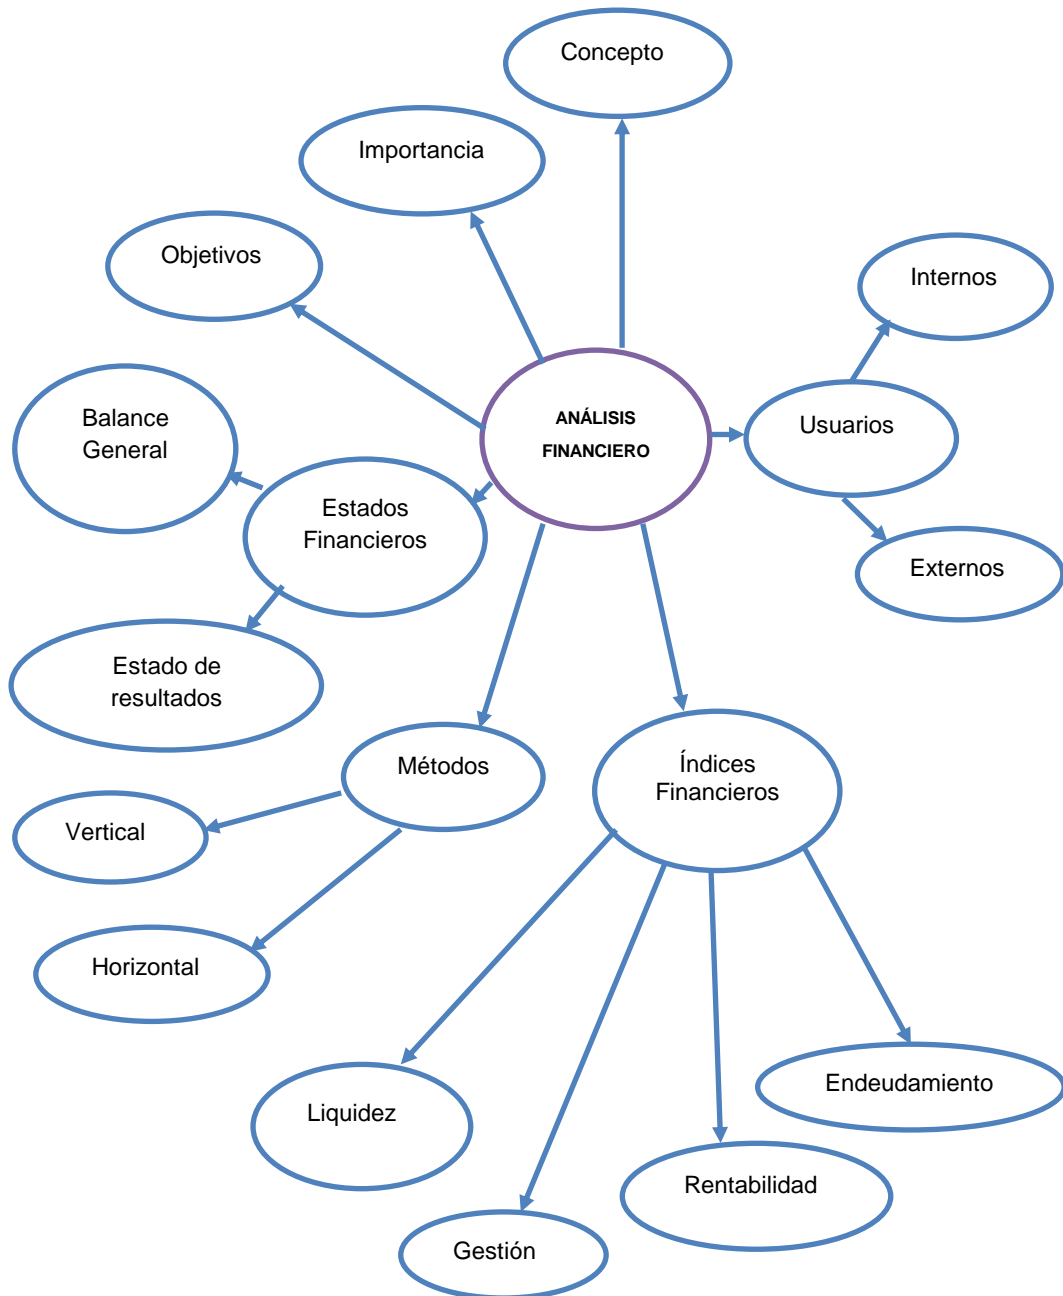 Concepto
Importancia
Objetivos
Internos
Balance
General
ANÁLISIS
FINANCIERO
Usuarios
Estados
Financieros
Externos
Estado de
resultados
Métodos
Índices
Financieros
Vertical
Horizontal
Endeudamiento
Liquidez
Rentabilidad
Gestión